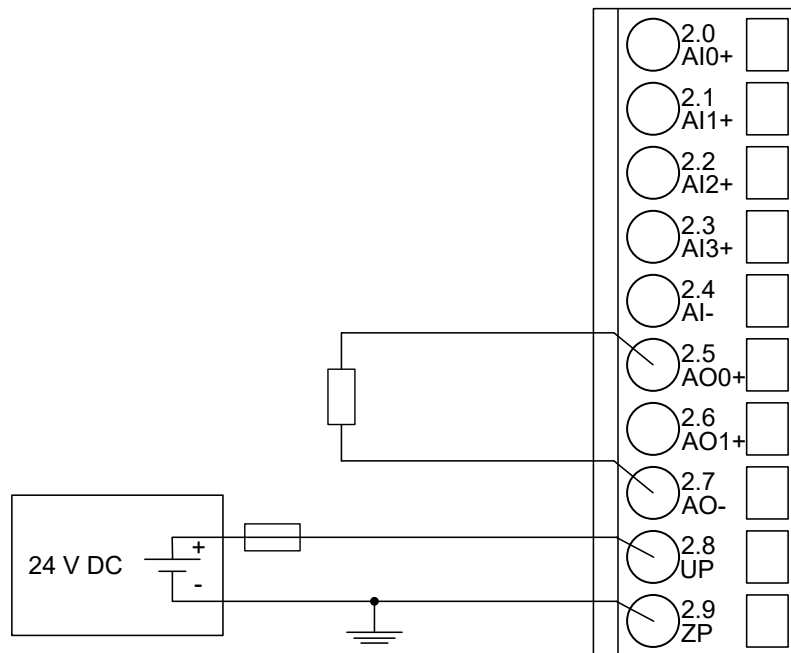 2.0
AI0+
2.1
AI1+
2.2
AI2+
2.3
AI3+
2.4
AI-
2.5
AO0+
2.6
AO1+
2.7
AO-
24 V DC
+
-
2.8
UP
2.9
ZP